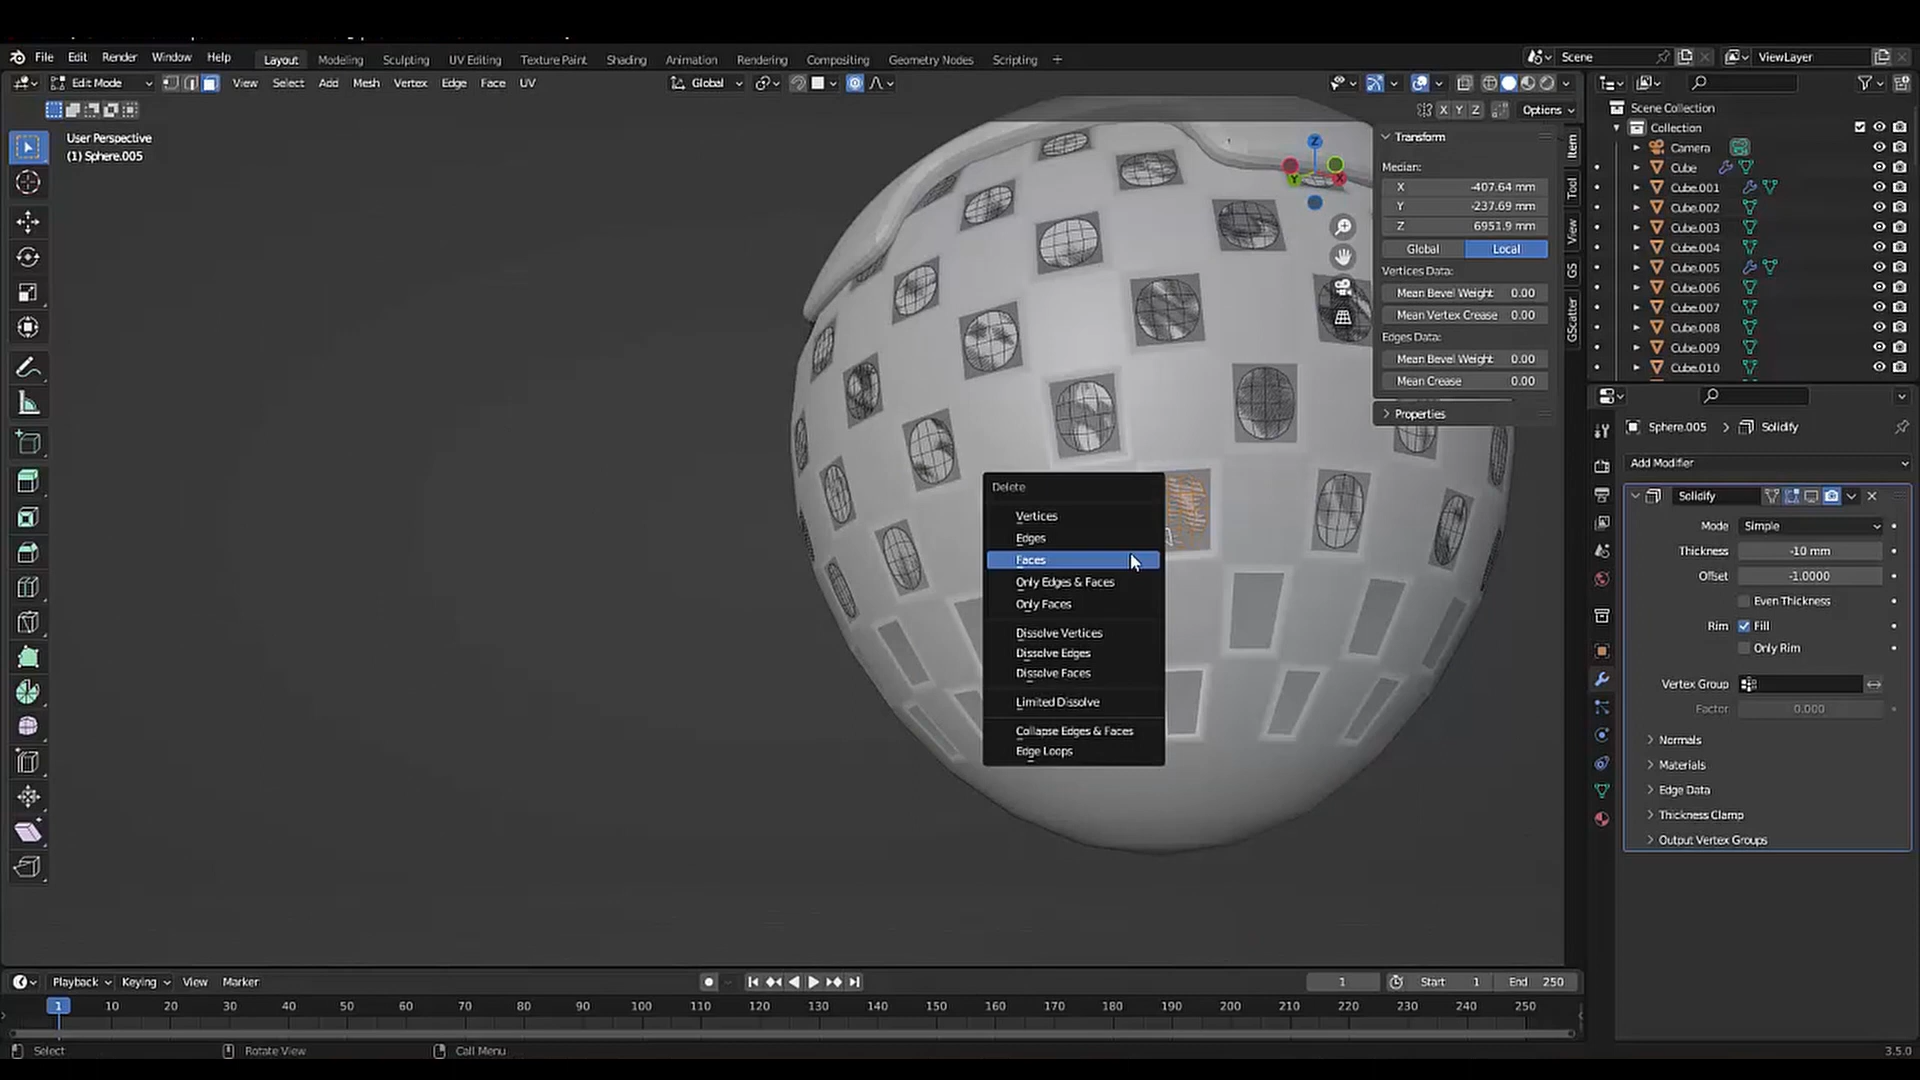 File Edit Render Window Help Layout Modeling Sculpting UV Editing Texture Paint Shading Animation Rendering Compositing Geometry Nodes Scripting + Scene ViewLayer
Edit Mode View Select Add Mesh Vertex Edge Face UV Global
X Y Z Options
User Perspective
(1) Sphere.005
Z
Y
X
Transform
Median:
X -407.64 mm
Y -237.69 mm
Z 6951.9 mm
Global Local
Vertices Data:
Mean Bevel Weight 0.00
Mean Vertex Crease 0.00
Edges Data:
Mean Bevel Weight 0.00
Mean Crease 0.00
Properties
Item
Tool
View
GS
GScatter
Scene Collection
Collection
Camera
Cube
Cube.001
Cube.002
Cube.003
Cube.004
Cube.005
Cube.006
Cube.007
Cube.008
Cube.009
Cube.010
Sphere.005 > Solidify
Add Modifier
Solidify
Mode Simple
Thickness -10 mm
Offset -1.0000
Even Thickness
Rim Fill
Only Rim
Vertex Group
Factor 0.000
Normals
Materials
Edge Data
Thickness Clamp
Output Vertex Groups
Delete
Vertices
Edges
Faces
Only Edges & Faces
Only Faces
Dissolve Vertices
Dissolve Edges
Dissolve Faces
Limited Dissolve
Collapse Edges & Faces
Edge Loops
Playback Keying View Marker 1 Start 1 End 250
1 10 20 30 40 50 60 70 80 90 100 110 120 130 140 150 160 170 180 190 200 210 220 230 240 250
Select Rotate View Call Menu 3.5.0